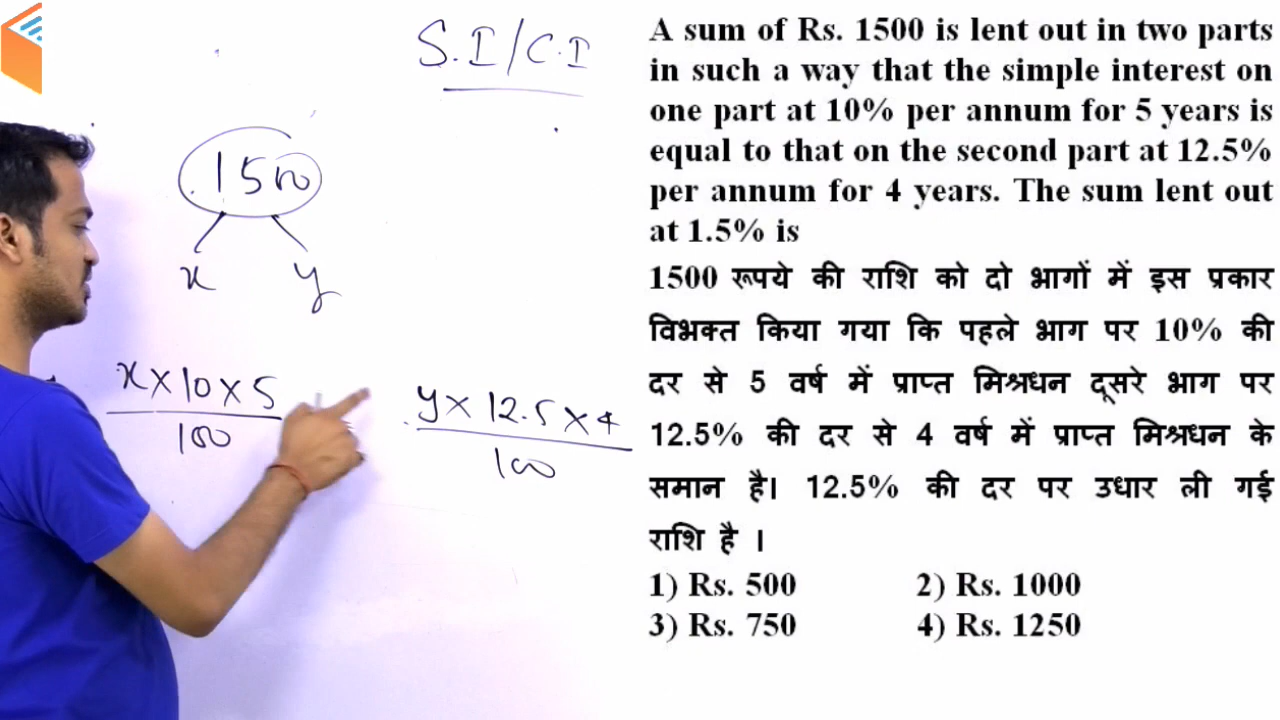 S.I/C.I
1500
x y
x × 10 × 5
100
y × 12.5 × 4
100
A sum of Rs. 1500 is lent out in two parts
in such a way that the simple interest on
one part at 10% per annum for 5 years is
equal to that on the second part at 12.5%
per annum for 4 years. The sum lent out
at 1.5% is
1500 रूपये की राशि को दो भागों में इस प्रकार
विभक्त किया गया कि पहले भाग पर 10% की
दर से 5 वर्ष में प्राप्त मिश्रधन दूसरे भाग पर
12.5% की दर से 4 वर्ष में प्राप्त मिश्रधन के
समान है। 12.5% की दर पर उधार ली गई
राशि है ।
1) Rs. 500 2) Rs. 1000
3) Rs. 750 4) Rs. 1250